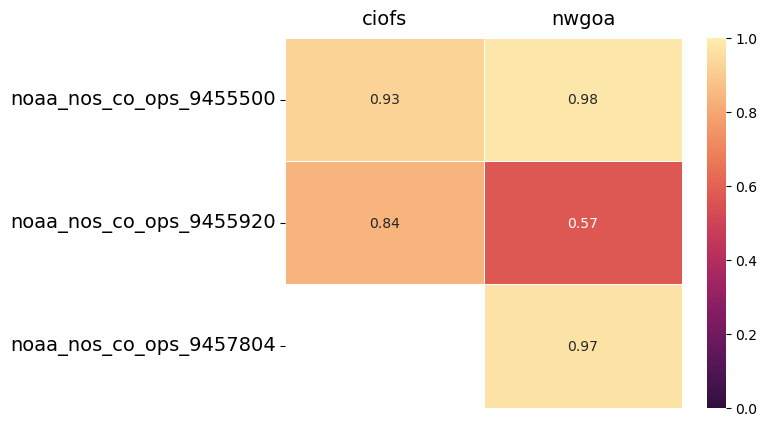 ciofs nwgoa
noaa_nos_co_ops_9455500 0.93 0.98
noaa_nos_co_ops_9455920 0.84 0.57
noaa_nos_co_ops_9457804 0.97
1.0
0.8
0.6
0.4
0.2
0.0